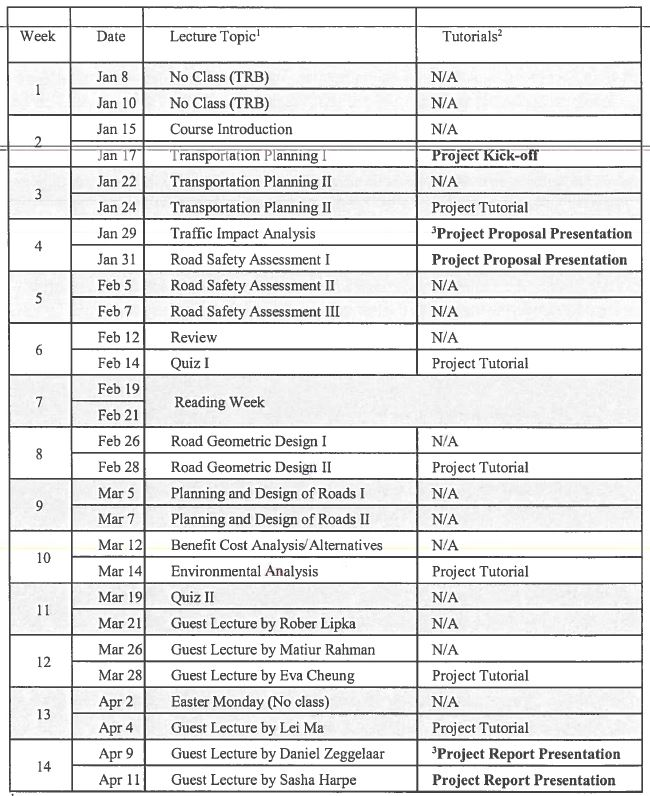 Week Date Lecture Topic¹ Tutorials²
1 Jan 8 No Class (TRB) N/A
Jan 10 No Class (TRB) N/A
2 Jan 15 Course Introduction N/A
Jan 17 Transportation Planning I Project Kick-off
3 Jan 22 Transportation Planning II N/A
Jan 24 Transportation Planning II Project Tutorial
4 Jan 29 Traffic Impact Analysis ³Project Proposal Presentation
Jan 31 Road Safety Assessment I Project Proposal Presentation
5 Feb 5 Road Safety Assessment II N/A
Feb 7 Road Safety Assessment III N/A
6 Feb 12 Review N/A
Feb 14 Quiz I Project Tutorial
7 Feb 19 Reading Week
Feb 21
8 Feb 26 Road Geometric Design I N/A
Feb 28 Road Geometric Design II Project Tutorial
9 Mar 5 Planning and Design of Roads I N/A
Mar 7 Planning and Design of Roads II N/A
10 Mar 12 Benefit Cost Analysis/Alternatives N/A
Mar 14 Environmental Analysis Project Tutorial
11 Mar 19 Quiz II N/A
Mar 21 Guest Lecture by Rober Lipka N/A
12 Mar 26 Guest Lecture by Matiur Rahman N/A
Mar 28 Guest Lecture by Eva Cheung Project Tutorial
13 Apr 2 Easter Monday (No class) N/A
Apr 4 Guest Lecture by Lei Ma Project Tutorial
14 Apr 9 Guest Lecture by Daniel Zeggelaar ³Project Report Presentation
Apr 11 Guest Lecture by Sasha Harpe Project Report Presentation